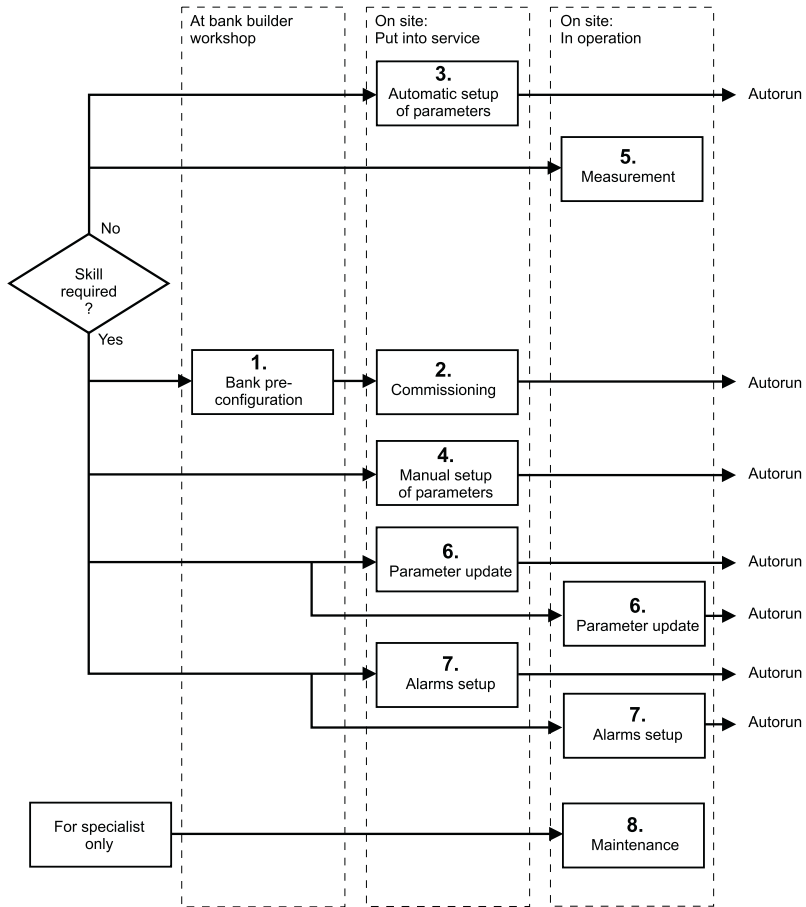 At bank builder
workshop
On site:
Put into service
On site:
In operation
3.
Automatic setup
of parameters
Autorun
5.
Measurement
No
Skill
required
?
Yes
1.
Bank pre-
configuration
2.
Commissioning
Autorun
4.
Manual setup
of parameters
Autorun
6.
Parameter update
Autorun
6.
Parameter update
Autorun
7.
Alarms setup
Autorun
7.
Alarms setup
Autorun
For specialist
only
8.
Maintenance